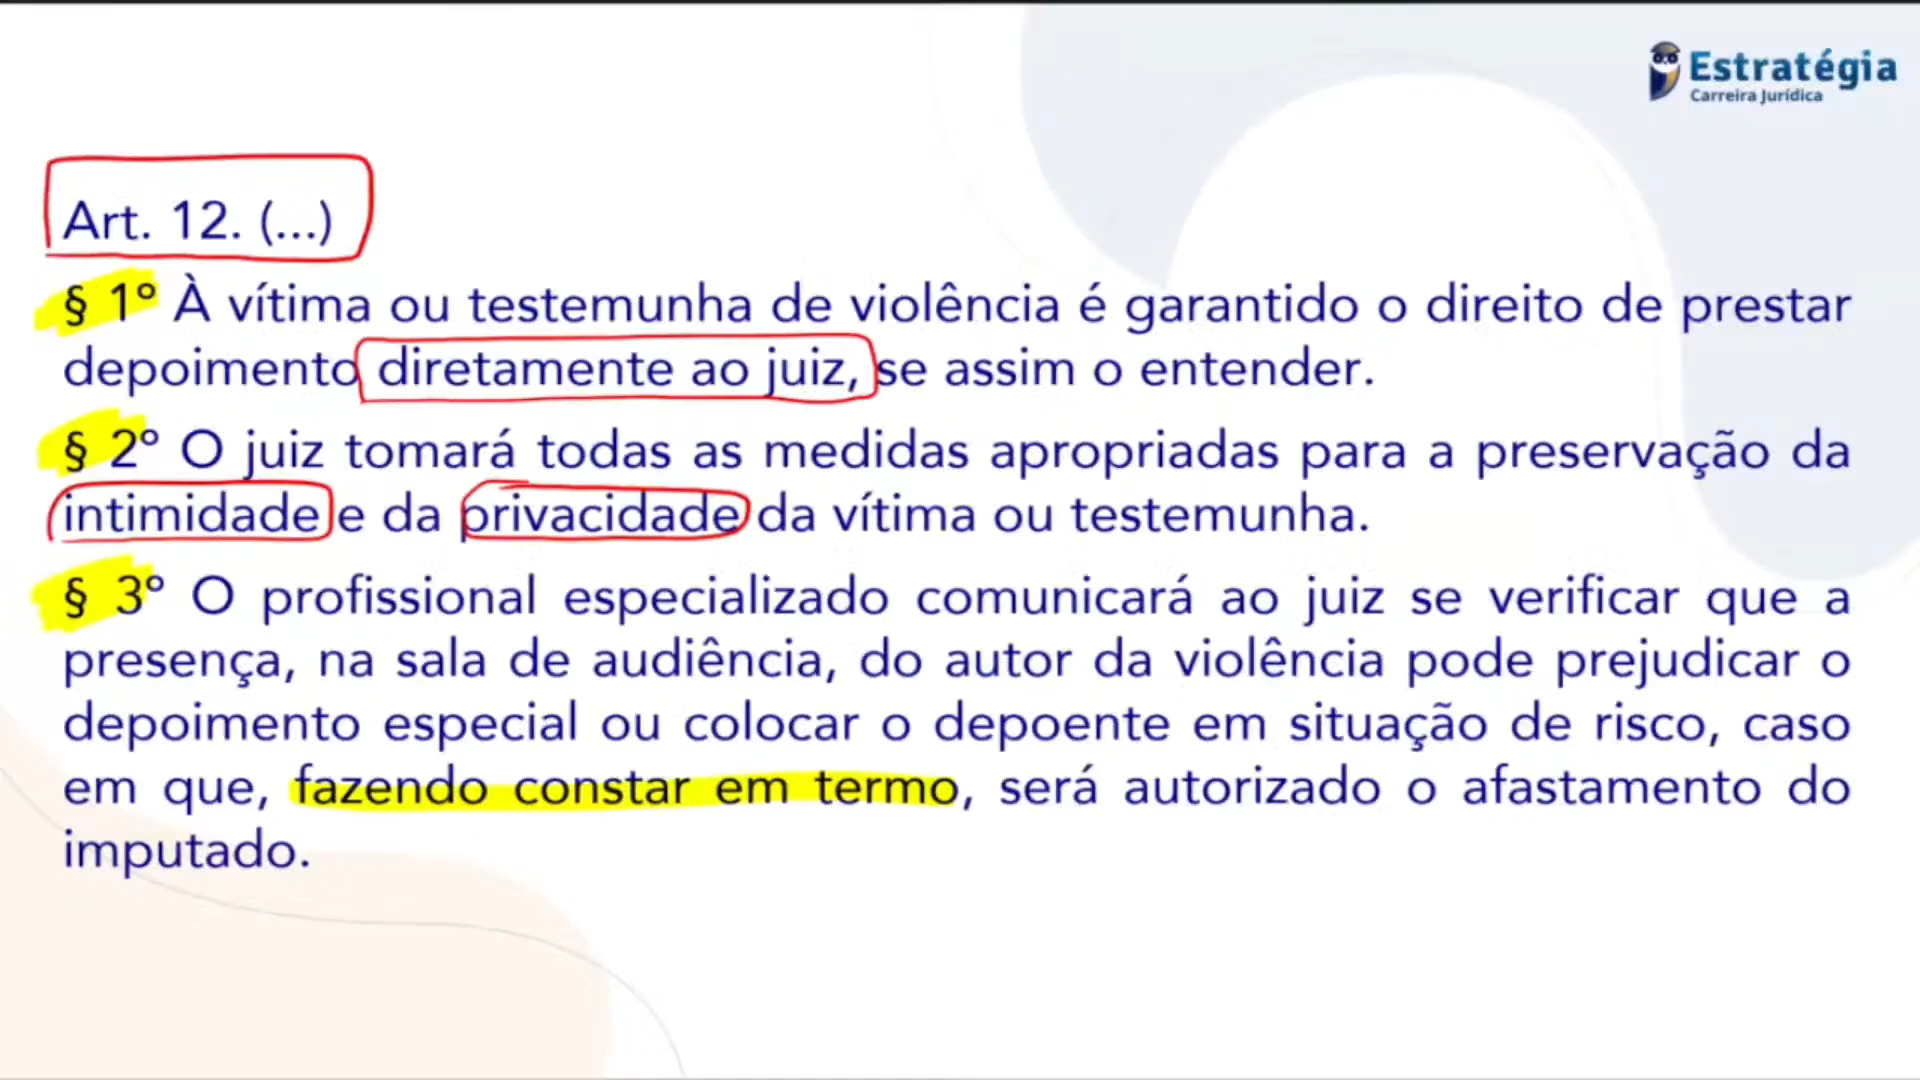 Estratégia
Carreira Jurídica
Art. 12. (...)
§ 1º À vítima ou testemunha de violência é garantido o direito de prestar
depoimento diretamente ao juiz, se assim o entender.
§ 2º O juiz tomará todas as medidas apropriadas para a preservação da
intimidade e da privacidade da vítima ou testemunha.
§ 3º O profissional especializado comunicará ao juiz se verificar que a
presença, na sala de audiência, do autor da violência pode prejudicar o
depoimento especial ou colocar o depoente em situação de risco, caso
em que, fazendo constar em termo, será autorizado o afastamento do
imputado.